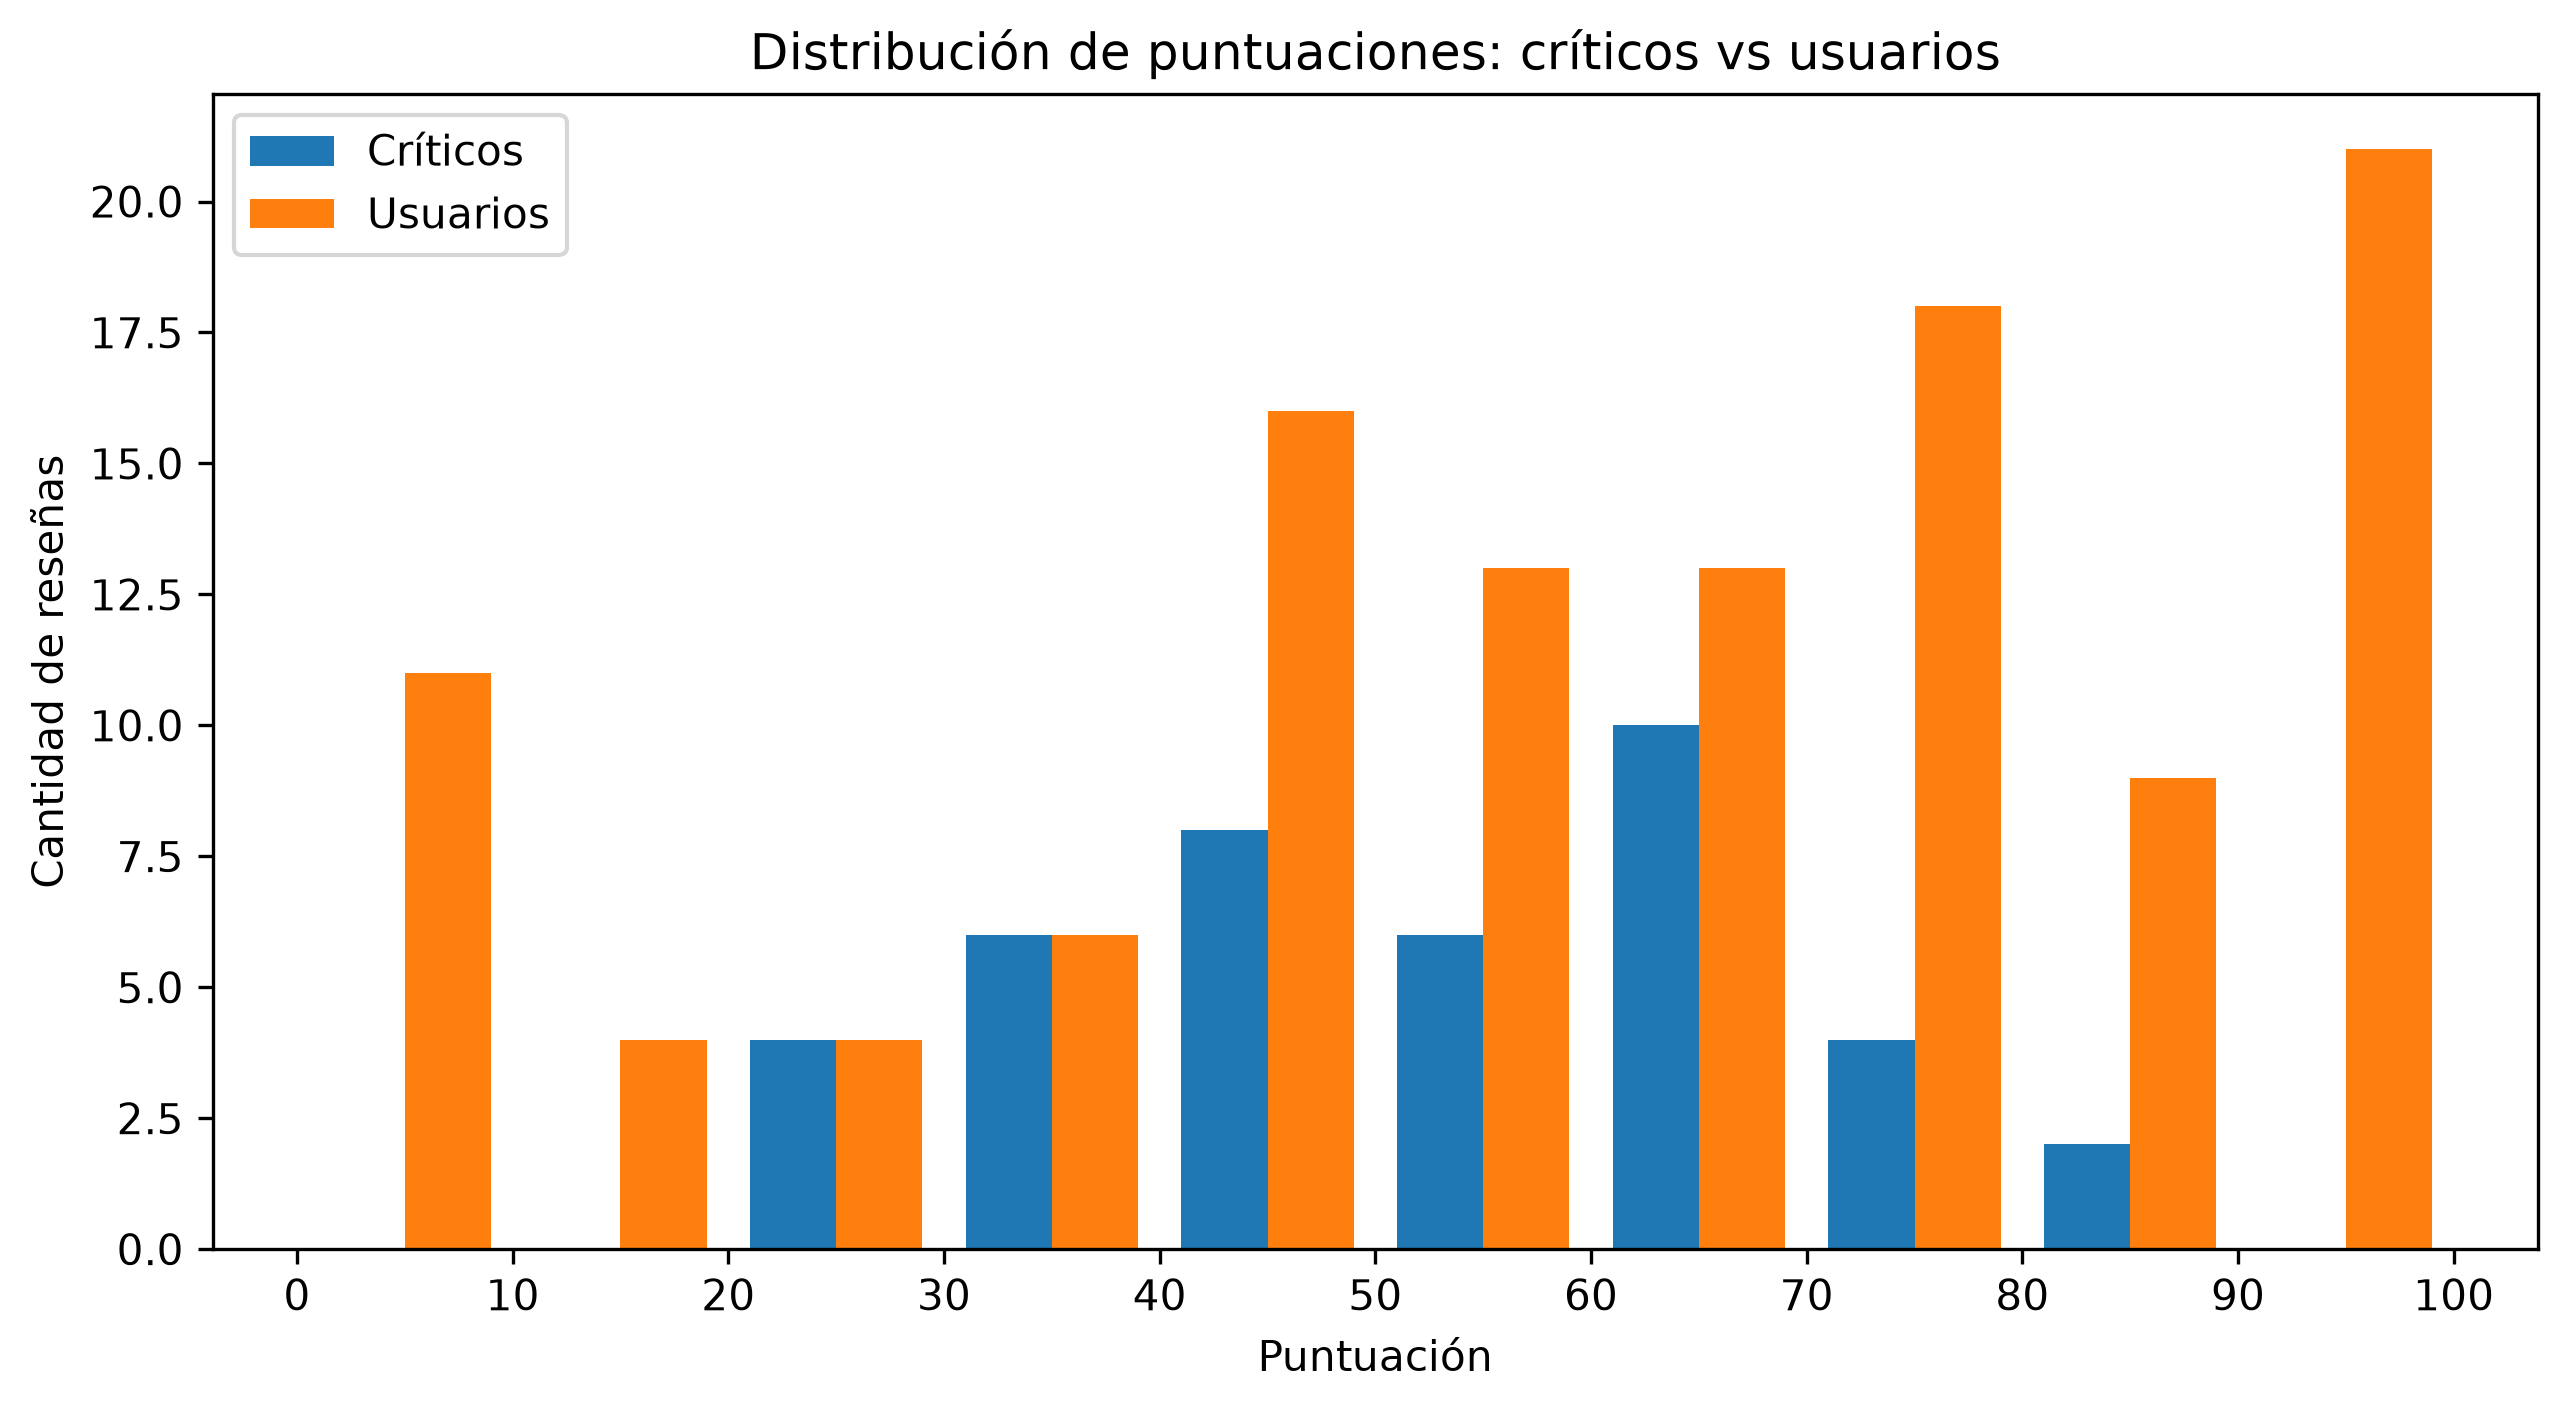 Distribución de puntuaciones: críticos vs usuarios
Críticos
Usuarios
Cantidad de reseñas
20.0
17.5
15.0
12.5
10.0
7.5
5.0
2.5
0.0
0 10 20 30 40 50 60 70 80 90 100
Puntuación